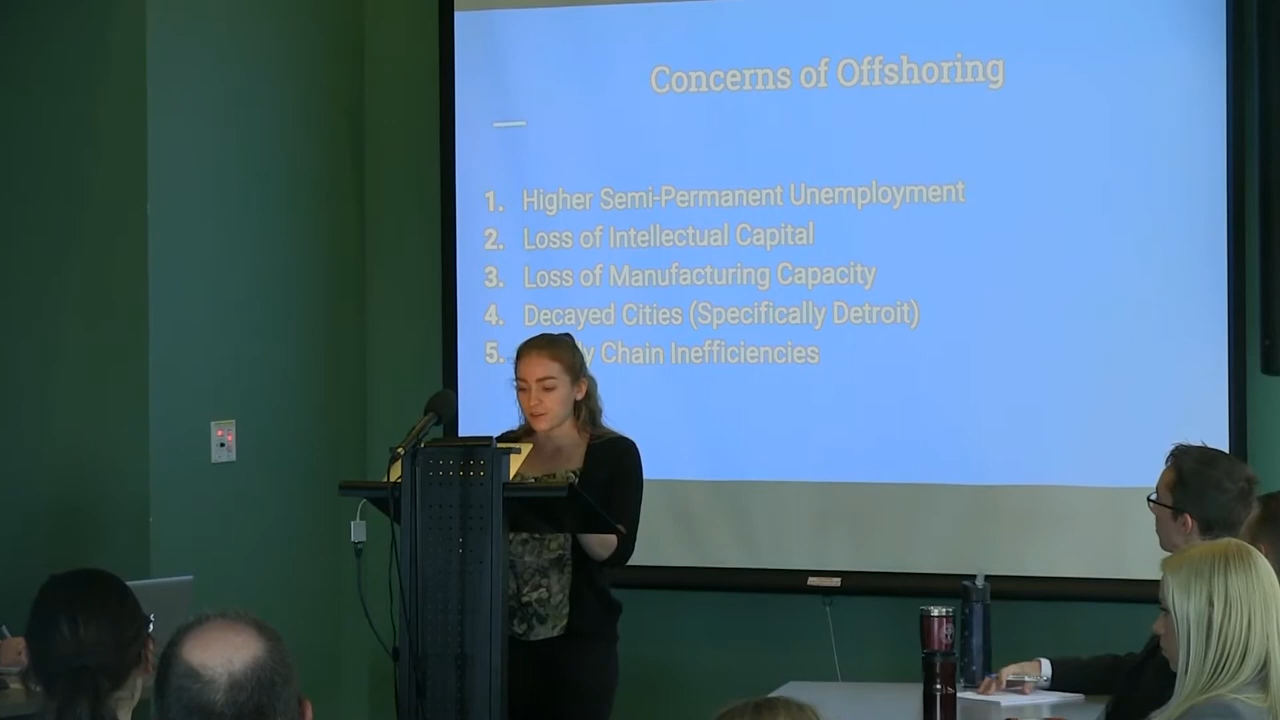 Concerns of Offshoring
1. Higher Semi-Permanent Unemployment
2. Loss of Intellectual Capital
3. Loss of Manufacturing Capacity
4. Decayed Cities (Specifically Detroit)
5. Chain Inefficiencies